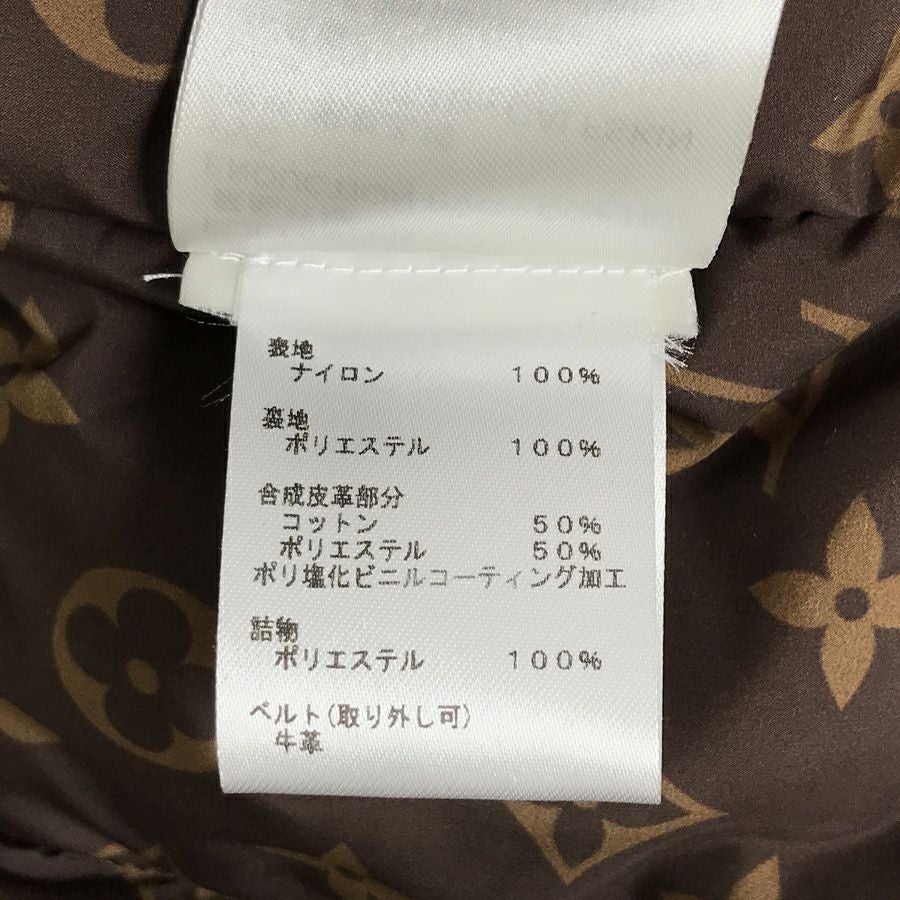 表地
ナイロン 100%
裏地
ポリエステル 100%
合成皮革部分
コットン 50%
ポリエステル 50%
ポリ塩化ビニルコーティング加工
詰物
ポリエステル 100%
ベルト(取り外し可)
牛革